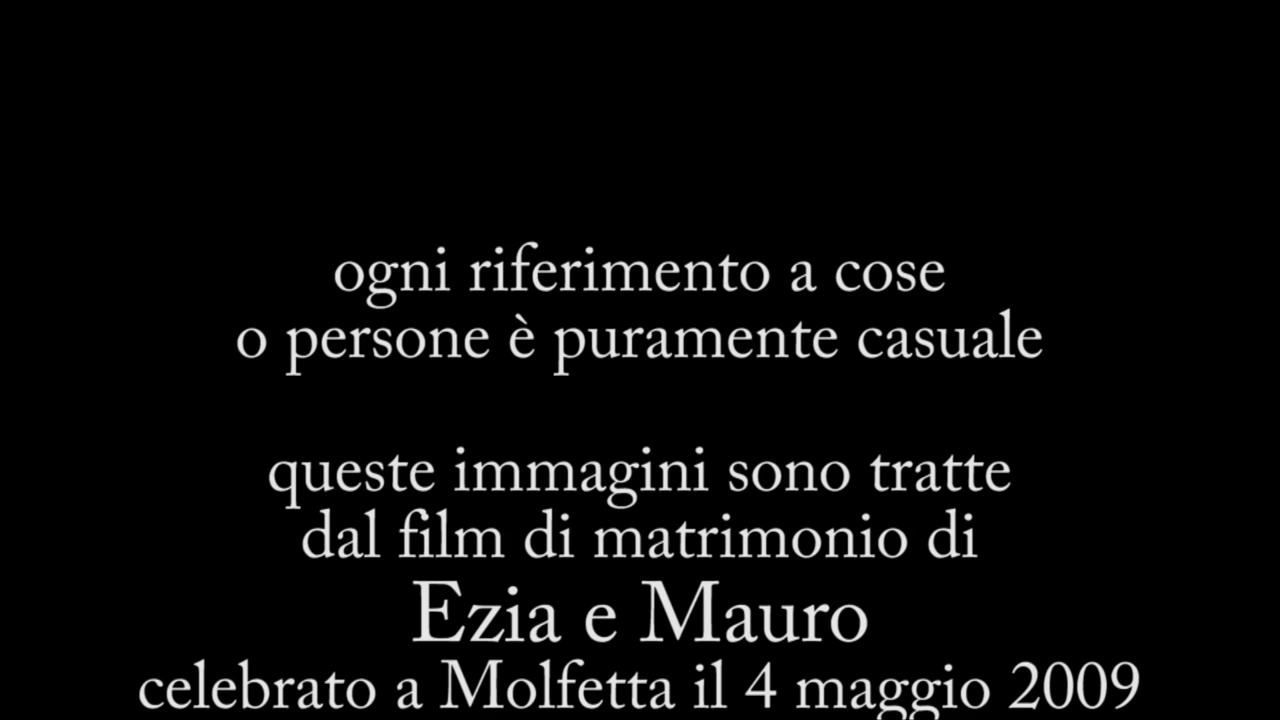 ogni riferimento a cose
o persone è puramente casuale
queste immagini sono tratte
dal film di matrimonio di
Ezia e Mauro
celebrato a Molfetta il 4 maggio 2009